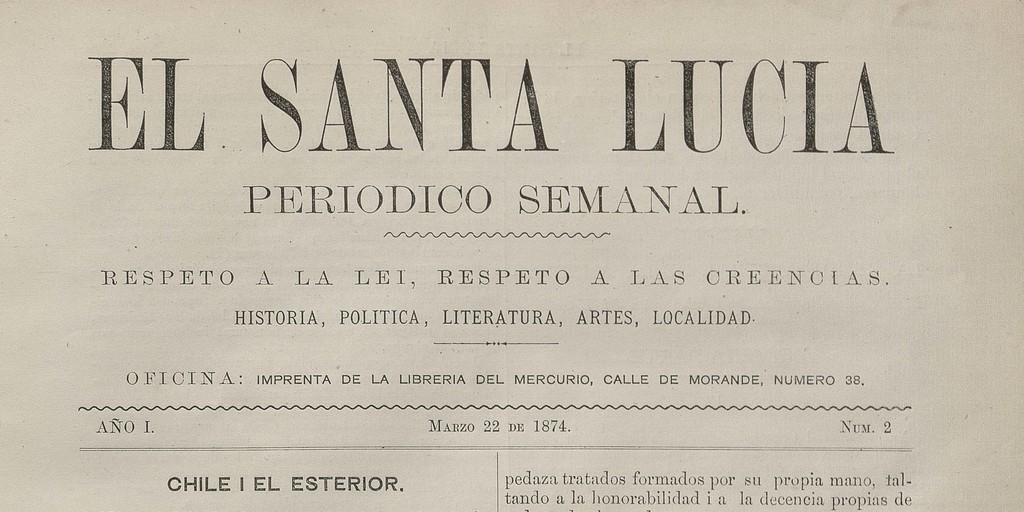 EL SANTA LUCIA
PERIODICO SEMANAL.
RESPETO A LA LEI, RESPETO A LAS CREENCIAS.
HISTORIA, POLITICA, LITERATURA, ARTES, LOCALIDAD.
OFICINA: IMPRENTA DE LA LIBRERIA DEL MERCURIO, CALLE DE MORANDE, NUMERO 38.
AÑO I. MARZO 22 DE 1874. NUM. 2
CHILE I EL ESTERIOR.
pedaza tratados formados por su propia mano, fal-
tando a la honorabilidad i a la decencia propias de